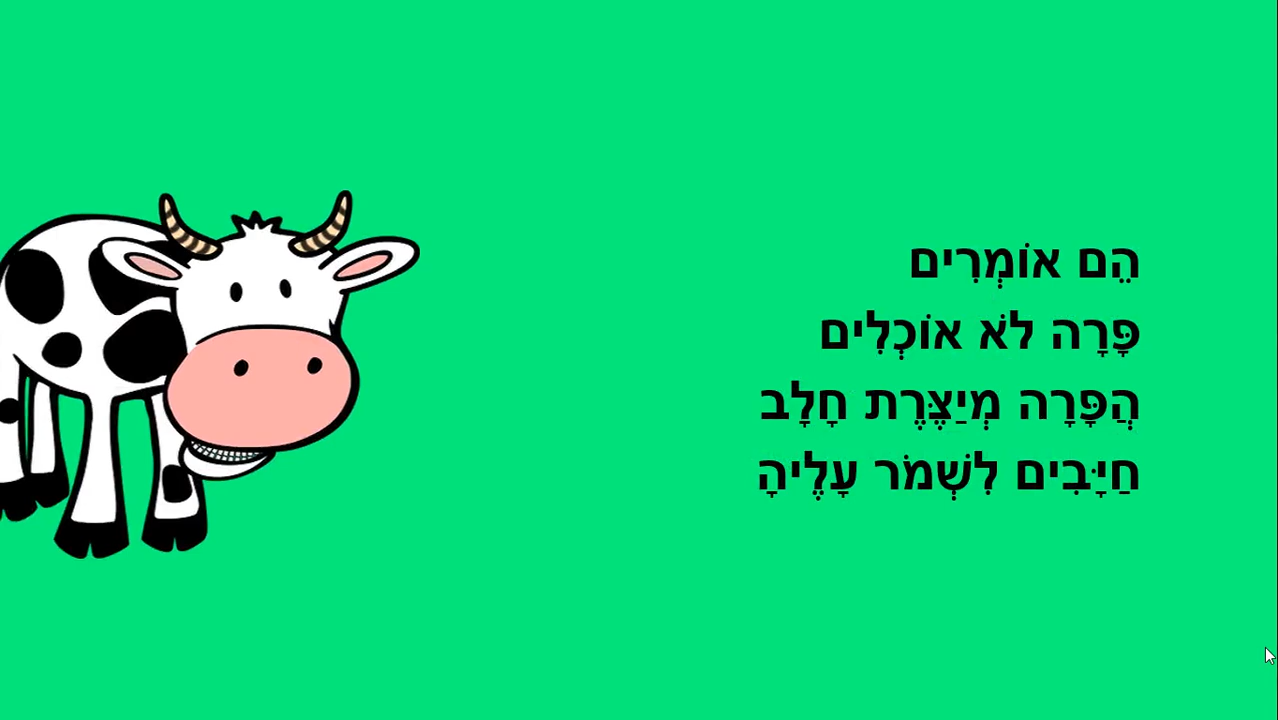 הֵם אוֹמְרִים
פָּרָה לֹא אוֹכְלִים
הֲפָּרָה מְיַצֶּרֶת חָלָב
חַיָּבִים לִשְׁמֹר עָלֶיהָ